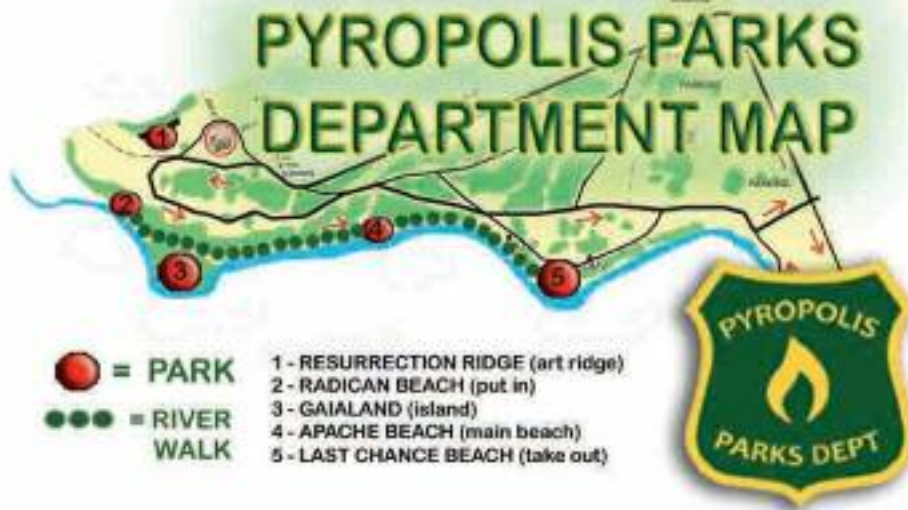 PYROPOLIS PARKS
DEPARTMENT MAP
1
2
3
4
5
= PARK
= RIVER
WALK
1 - RESURRECTION RIDGE (art ridge)
2 - RADICAN BEACH (put in)
3 - GAIALAND (island)
4 - APACHE BEACH (main beach)
5 - LAST CHANCE BEACH (take out)
PYROPOLIS
PARKS DEPT